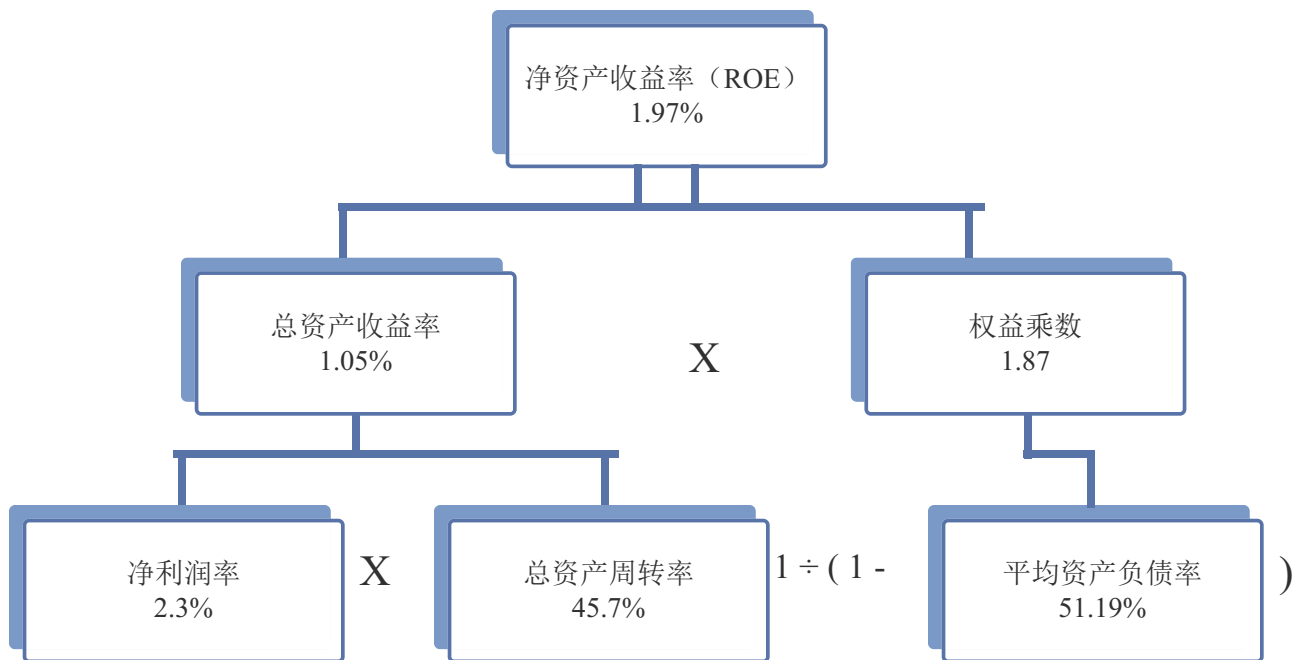 净资产收益率（ROE）
1.97%
总资产收益率
1.05%
X
权益乘数
1.87
净利润率
2.3%
X
总资产周转率
45.7%
1 ÷ ( 1 -
平均资产负债率
51.19%
)